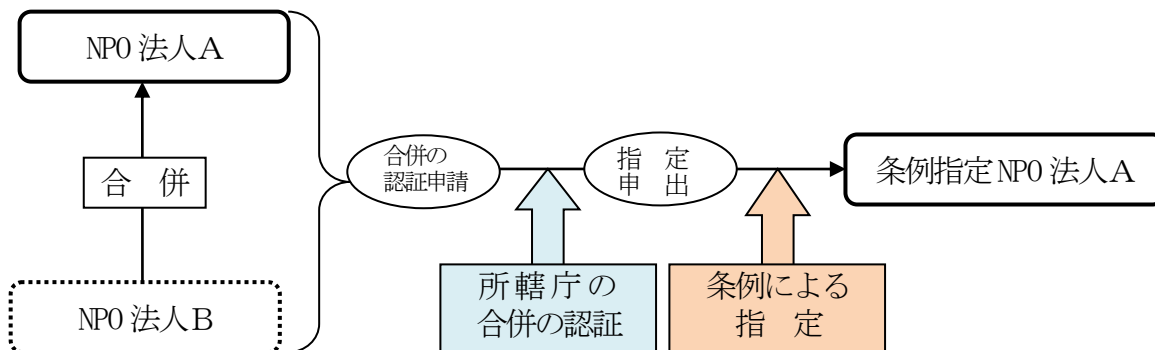 NPO法人A
合　併
NPO法人B
合併の
認証申請
指　定
申　出
条例指定NPO法人A
所轄庁の
合併の認証
条例による
指　定